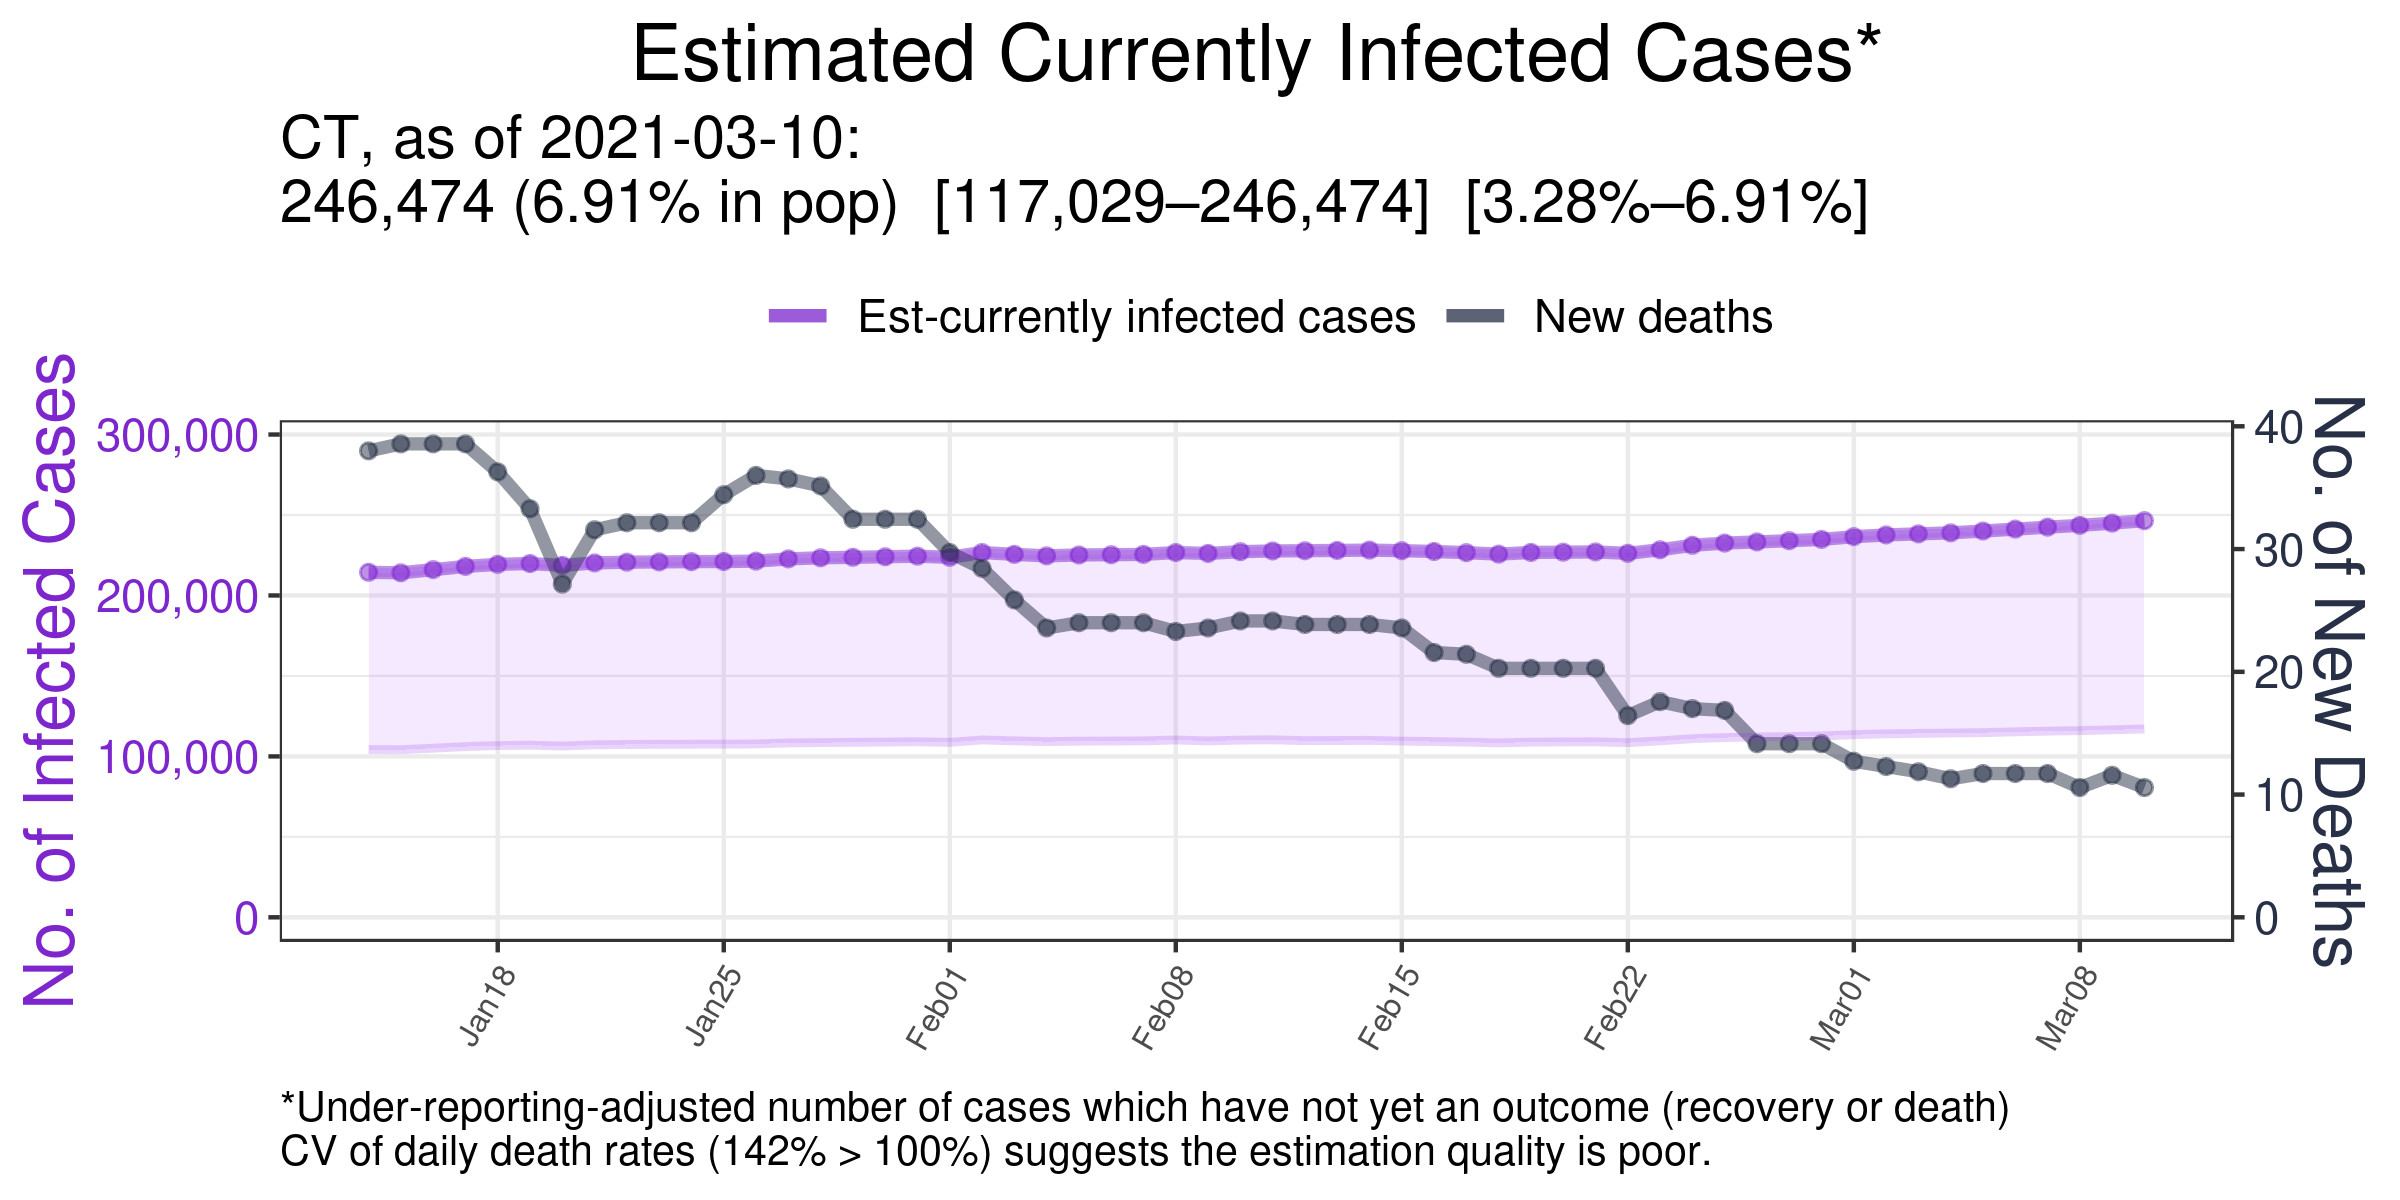 Estimated Currently Infected Cases*
CT, as of 2021-03-10:
246,474 (6.91% in pop) [117,029–246,474] [3.28%–6.91%]
Est-currently infected cases New deaths
No. of Infected Cases
300,000
200,000
100,000
0
40
30
20
10
0
No. of New Deaths
Jan18 Jan25 Feb01 Feb08 Feb15 Feb22 Mar01 Mar08
*Under-reporting-adjusted number of cases which have not yet an outcome (recovery or death)
CV of daily death rates (142% > 100%) suggests the estimation quality is poor.